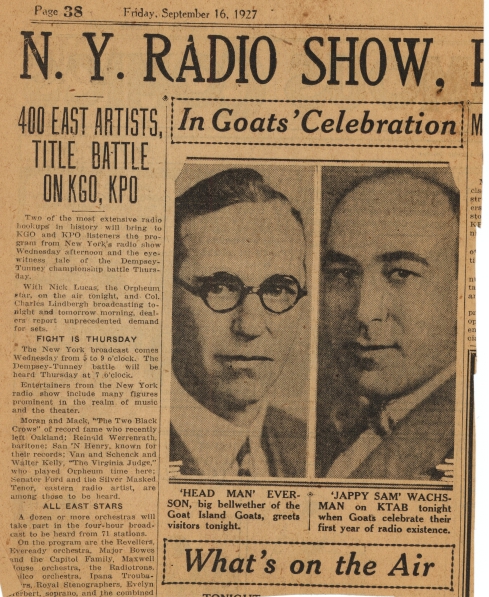 Page 38
Friday, September 16, 1927
N. Y. RADIO SHOW,
400 EAST ARTISTS,
TITLE BATTLE
ON KGO, KPO
Two of the most extensive radio
hookups in history will bring to
KGO and KPO listeners the pro-
gram from New York's radio show
Wednesday afternoon and the eye-
witness tale of the Dempsey-
Tunney championship battle Thurs-
day.
With Nick Lucas, the Orpheum
star, on the air tonight, and Col.
Charles Lindbergh broadcasting to-
night and tomorrow morning, deal-
ers report unprecedented demand
for sets.
FIGHT IS THURSDAY
The New York broadcast comes
Wednesday from 5 to 9 o'clock. The
Dempsey-Tunney battle will be
heard Thursday at 7 o'clock.
Entertainers from the New York
radio show include many figures
prominent in the realm of music
and the theater.
Moran and Mack, "The Two Black
Crows" of record fame who recently
left Oakland; Reinald Werrenrath,
baritone; Sam 'N Henry, known for
their records; Van and Schenck and
Walter Kelly, "The Virginia Judge,"
who played Orpheum time here;
Senator Ford and the Silver Masked
Tenor, eastern radio artist, are
among those to be heard.
ALL EAST STARS
A dozen or more orchestras will
take part in the four-hour broad-
cast to be heard from 71 stations.
On the program are the Revellers,
Eveready orchestra, Major Bowes
and the Capitol Family, Maxwell
House orchestra, the Radiotrons,
orchestra, Ipana Trouba-
Royal Stenographers, Evelyn
Herbert, soprano, and the combined
In Goats' Celebration
'HEAD MAN' EVER-
SON, big bellwether of the
Goat Island Goats, greets
visitors tonight.
'JAPPY SAM' WACHS-
MAN on KTAB tonight
when Goats celebrate their
first year of radio existence.
What's on the Air
TONIGHT